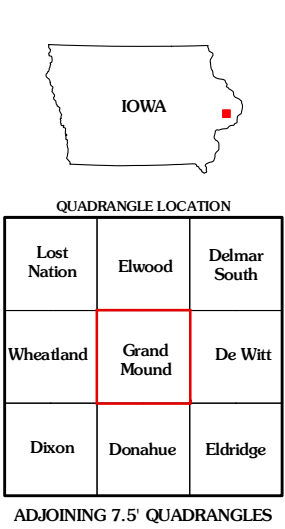 IOWA
QUADRANGLE LOCATION
Lost
Nation
Elwood
Delmar
South
Wheatland
Grand
Mound
De Witt
Dixon
Donahue
Eldridge
ADJOINING 7.5' QUADRANGLES